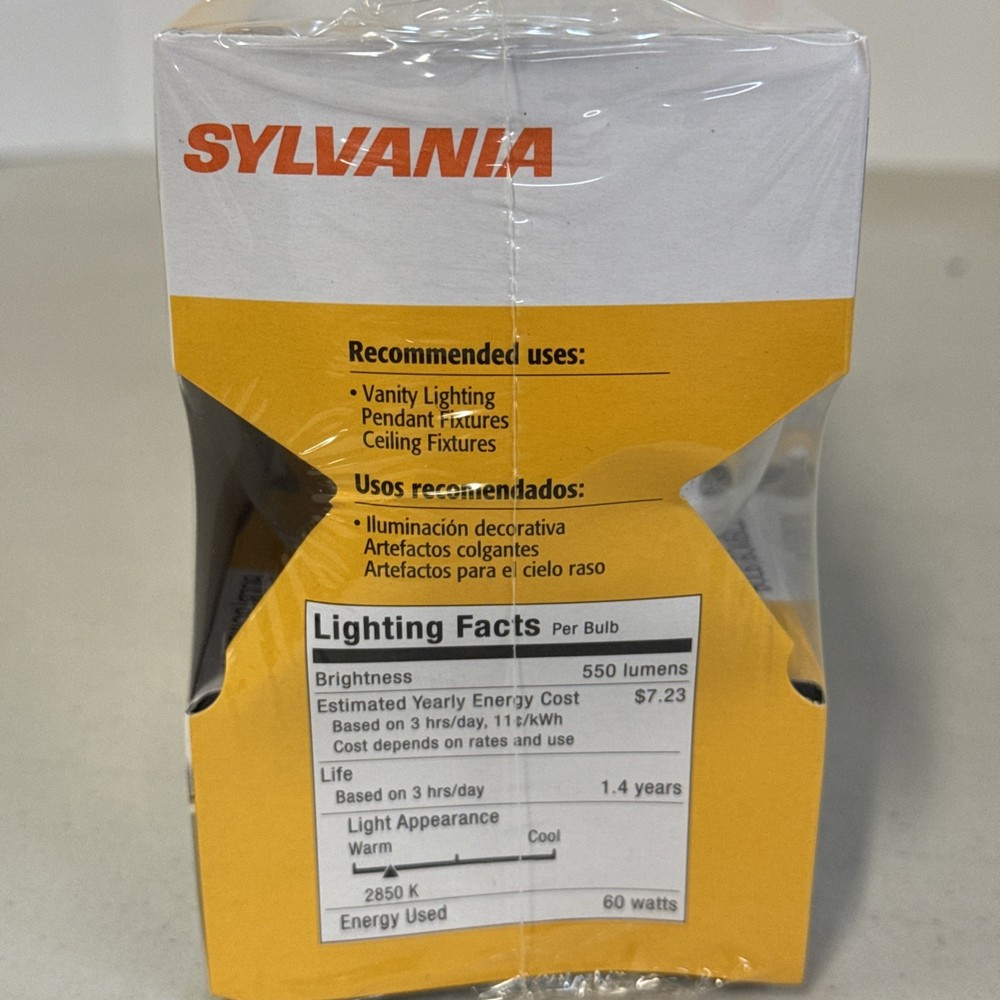 SYLVANIA
Recommended uses:
• Vanity Lighting
Pendant Fixtures
Ceiling Fixtures
Usos recomendados:
• Iluminación decorativa
Artefactos colgantes
Artefactos para el cielo raso
Lighting Facts Per Bulb
Brightness 550 lumens
Estimated Yearly Energy Cost $7.23
Based on 3 hrs/day, 11¢/kWh
Cost depends on rates and use
Life
Based on 3 hrs/day 1.4 years
Light Appearance
Warm Cool
2850 K
Energy Used 60 watts